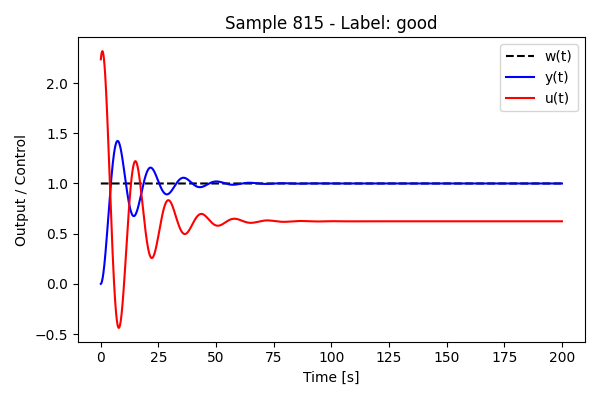 Sample 815 - Label: good
w(t)
y(t)
u(t)
Output / Control
2.0
1.5
1.0
0.5
0.0
−0.5
0 25 50 75 100 125 150 175 200
Time [s]